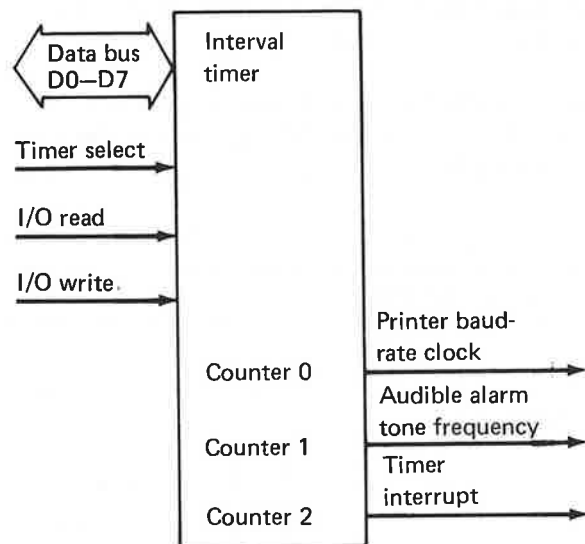 Data bus
D0—D7
Interval
timer
Timer select
I/O read
I/O write
Printer baud-
rate clock
Counter 0
Audible alarm
tone frequency
Counter 1
Timer
interrupt
Counter 2